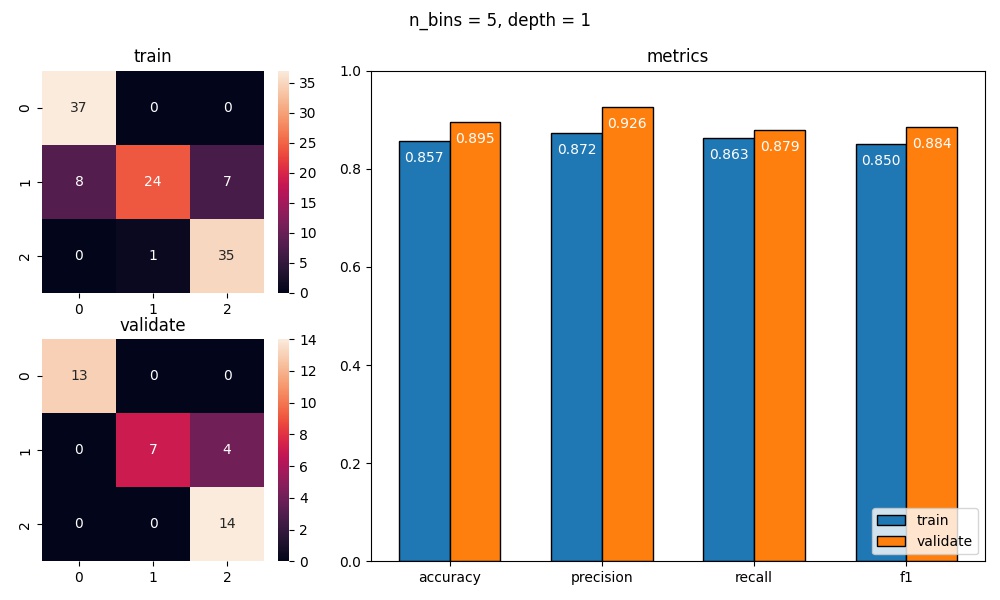 n_bins = 5, depth = 1
train
0
37 0 0
1
8 24 7
2
0 1 35
0 1 2
35
30
25
20
15
10
5
0
validate
0
13 0 0
1
0 7 4
2
0 0 14
0 1 2
14
12
10
8
6
4
2
0
metrics
1.0
0.8
0.6
0.4
0.2
0.0
0.857 0.895 0.872 0.926 0.863 0.879 0.850 0.884
accuracy precision recall f1
train
validate